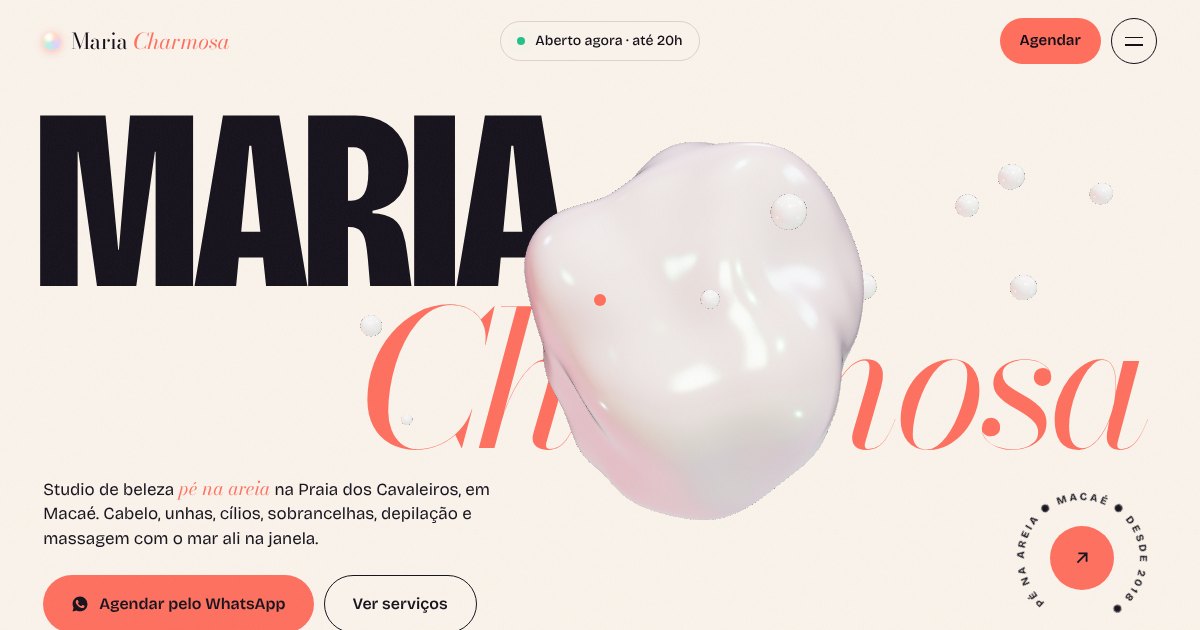 Maria Charmosa
Aberto agora · até 20h
Agendar
MARIA
Studio de beleza pé na areia na Praia dos Cavaleiros, em
Macaé. Cabelo, unhas, cílios, sobrancelhas, depilação e
massagem com o mar ali na janela.
Agendar pelo WhatsApp
Ver serviços
PÉ NA AREIA ● MACAÉ ● DESDE 2018 ●